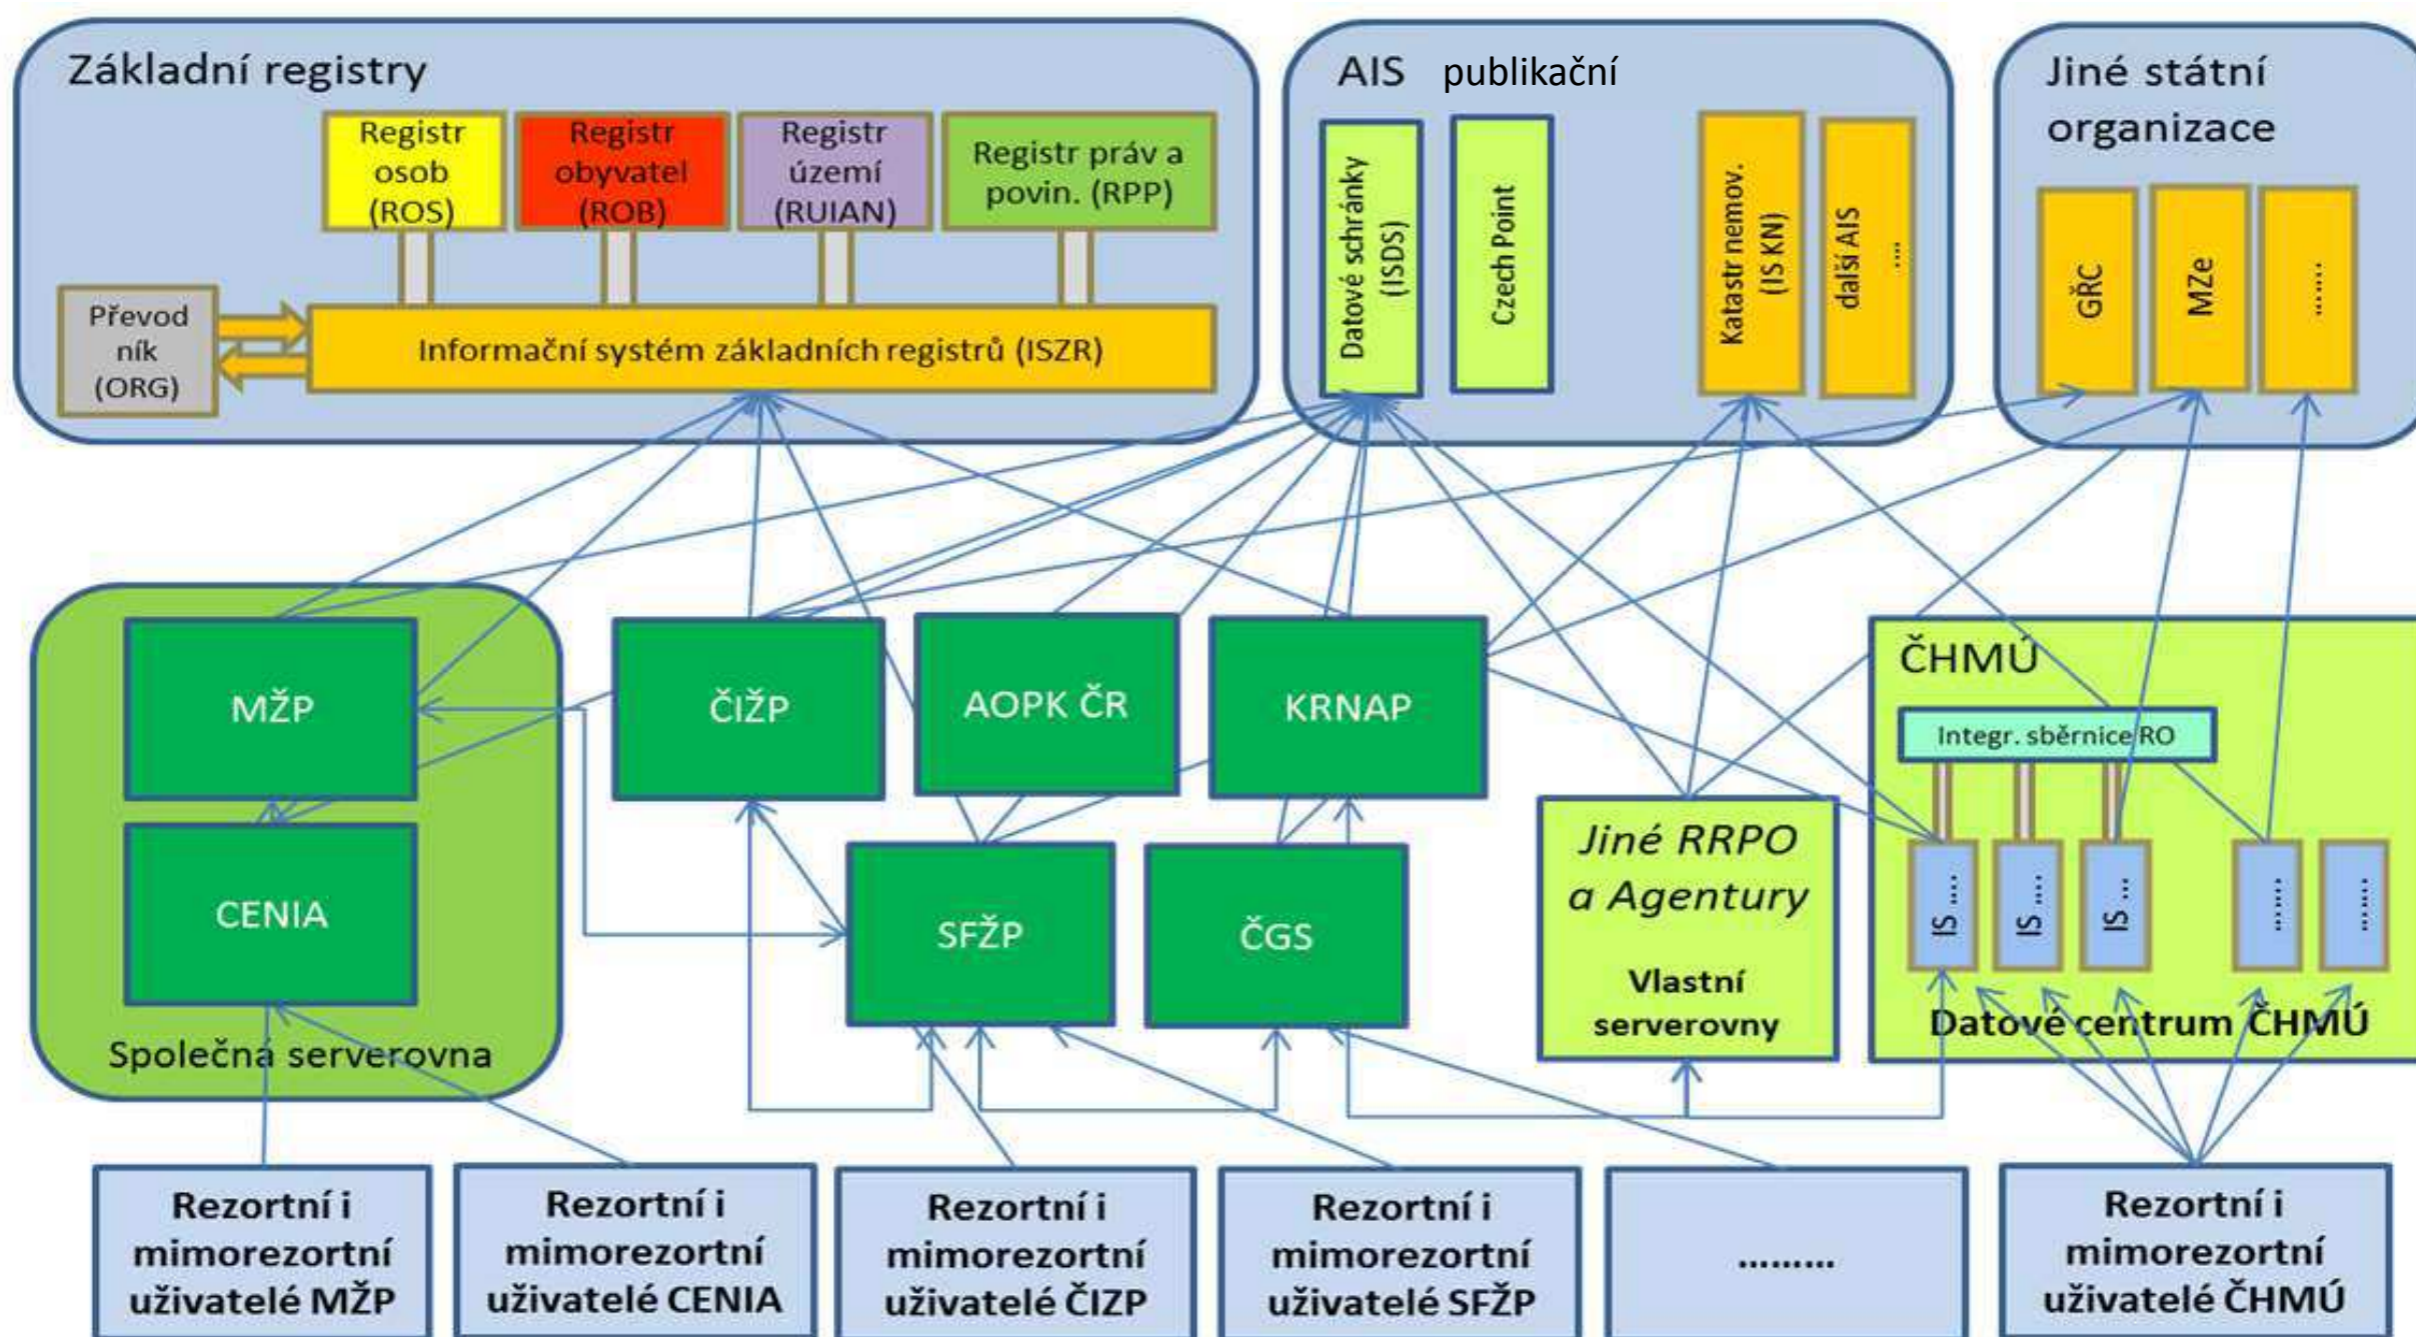 Základní registry
Registr
osob
(ROS)
Registr
obyvatel
(ROB)
Registr
území
(RUIAN)
Registr práv a
povin. (RPP)
Převod
ník
(ORG)
Informační systém základních registrů (ISZR)
AIS publikační
Datové schránky
(ISDS)
Czech Point
Katastr nemov.
(IS KN)
další AIS
....
Jiné státní
organizace
GŘC
MZe
.......
MŽP
CENIA
Společná serverovna
ČIŽP
AOPK ČR
KRNAP
SFŽP
ČGS
Jiné RRPO
a Agentury
Vlastní
serverovny
ČHMÚ
Integr. sběrnice RO
IS ....
IS ....
IS ...
.......
.......
Datové centrum ČHMÚ
Rezortní i
mimorezortní
uživatelé MŽP
Rezortní i
mimorezortní
uživatelé CENIA
Rezortní i
mimorezortní
uživatelé ČIZP
Rezortní i
mimorezortní
uživatelé SFŽP
.........
Rezortní i
mimorezortní
uživatelé ČHMÚ